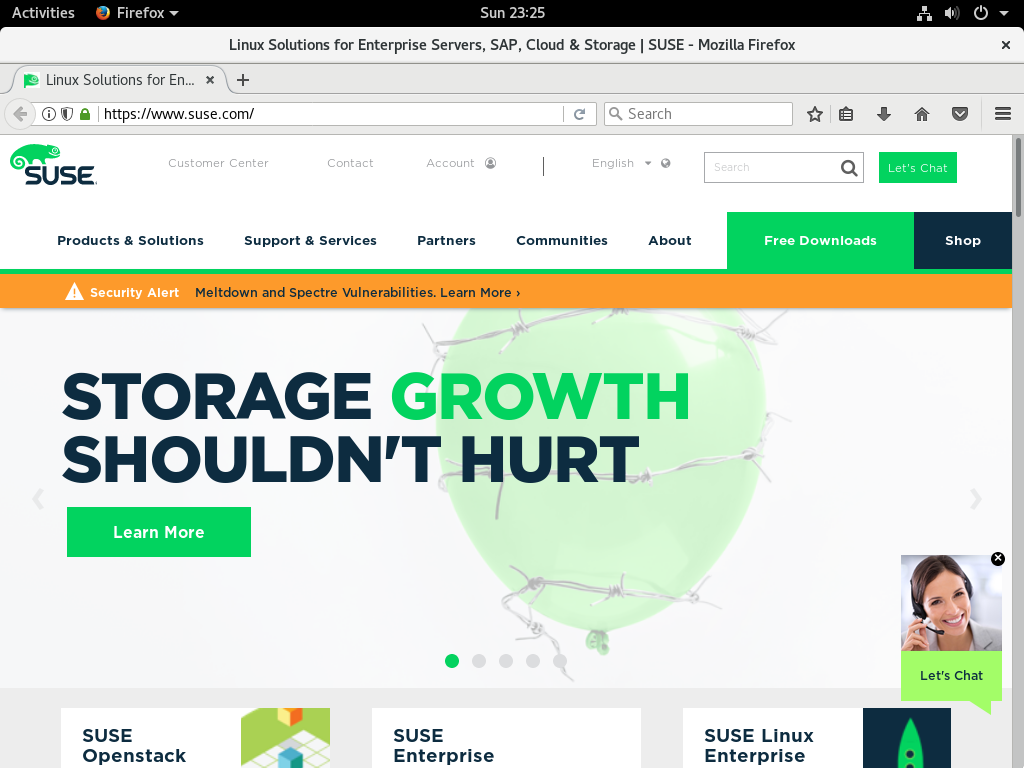 Activities Firefox Sun 23:25
Linux Solutions for Enterprise Servers, SAP, Cloud & Storage | SUSE - Mozilla Firefox
Linux Solutions for En...
https://www.suse.com/ Search
SUSE. Customer Center Contact Account English Search Let's Chat
Products & Solutions Support & Services Partners Communities About Free Downloads Shop
Security Alert Meltdown and Spectre Vulnerabilities. Learn More ›
STORAGE GROWTH
SHOULDN'T HURT
Learn More
Let's Chat
SUSE
Openstack
SUSE
Enterprise
SUSE Linux
Enterprise